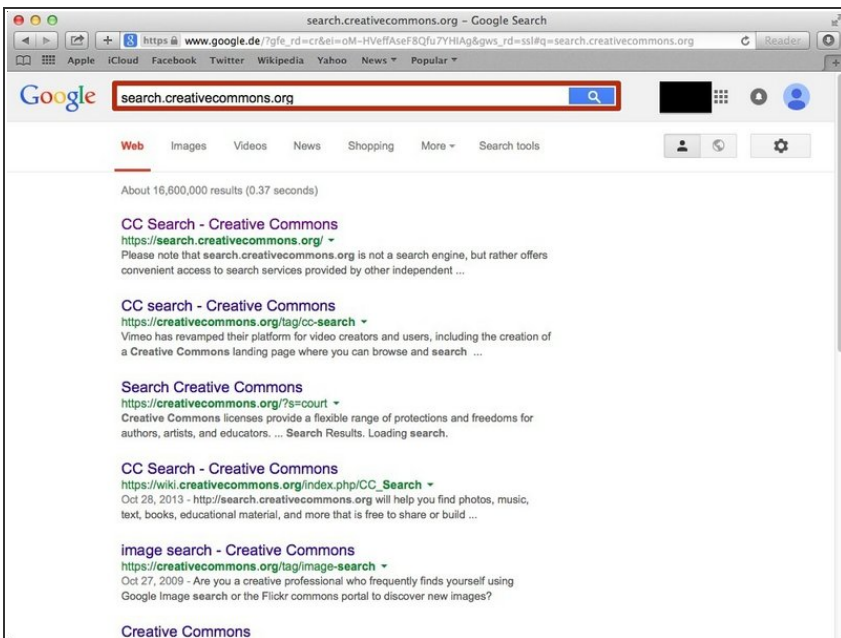 search.creativecommons.org – Google Search
https www.google.de/?gfe_rd=cr&ei=oM-HVeffAseF8Qfu7YHIAg&gws_rd=ssl#q=search.creativecommons.org Reader
Apple iCloud Facebook Twitter Wikipedia Yahoo News Popular
Google search.creativecommons.org
Web Images Videos News Shopping More Search tools
About 16,600,000 results (0.37 seconds)
CC Search - Creative Commons
https://search.creativecommons.org/
Please note that search.creativecommons.org is not a search engine, but rather offers
convenient access to search services provided by other independent ...
CC search - Creative Commons
https://creativecommons.org/tag/cc-search
Vimeo has revamped their platform for video creators and users, including the creation of
a Creative Commons landing page where you can browse and search ...
Search Creative Commons
https://creativecommons.org/?s=court
Creative Commons licenses provide a flexible range of protections and freedoms for
authors, artists, and educators. ... Search Results. Loading search.
CC Search - Creative Commons
https://wiki.creativecommons.org/index.php/CC_Search
Oct 28, 2013 - http://search.creativecommons.org will help you find photos, music,
text, books, educational material, and more that is free to share or build ...
image search - Creative Commons
https://creativecommons.org/tag/image-search
Oct 27, 2009 - Are you a creative professional who frequently finds yourself using
Google Image search or the Flickr commons portal to discover new images?
Creative Commons